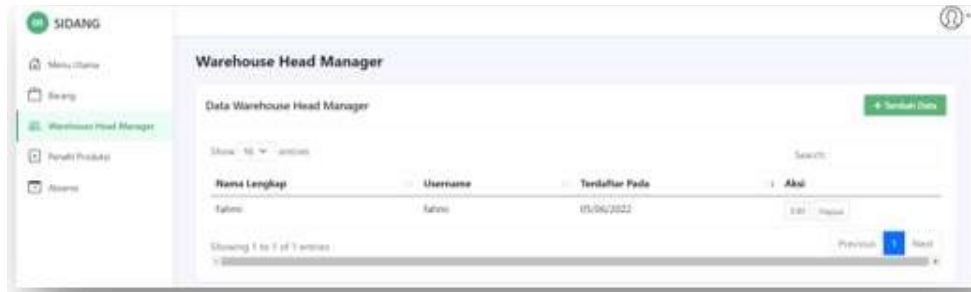 SIDANG
Menu Utama
Barang
Warehouse Head Manager
Absensi
Warehouse Head Manager
Data Warehouse Head Manager
+ Tambah Data
Show 10 entries
Search:
Nama Lengkap Username Terdaftar Pada Aksi
fahmi fahmi 05/06/2022 Edit Hapus
Showing 1 to 1 of 1 entries
Previous 1 Next